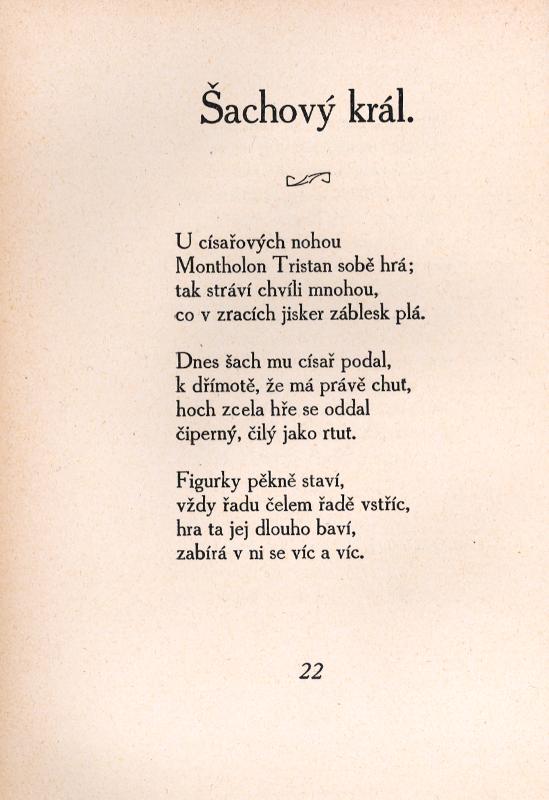 Šachový král.
U císařových nohou
Montholon Tristan sobě hrá;
tak stráví chvíli mnohou,
co v zracích jisker záblesk plá.
Dnes šach mu císař podal,
k dřímotě, že má právě chuť,
hoch zcela hře se oddal
čiperný, čilý jako rtuť.
Figurky pěkně staví,
vždy řadu čelem řadě vstříc,
hra ta jej dlouho baví,
zabírá v ni se víc a víc.
22